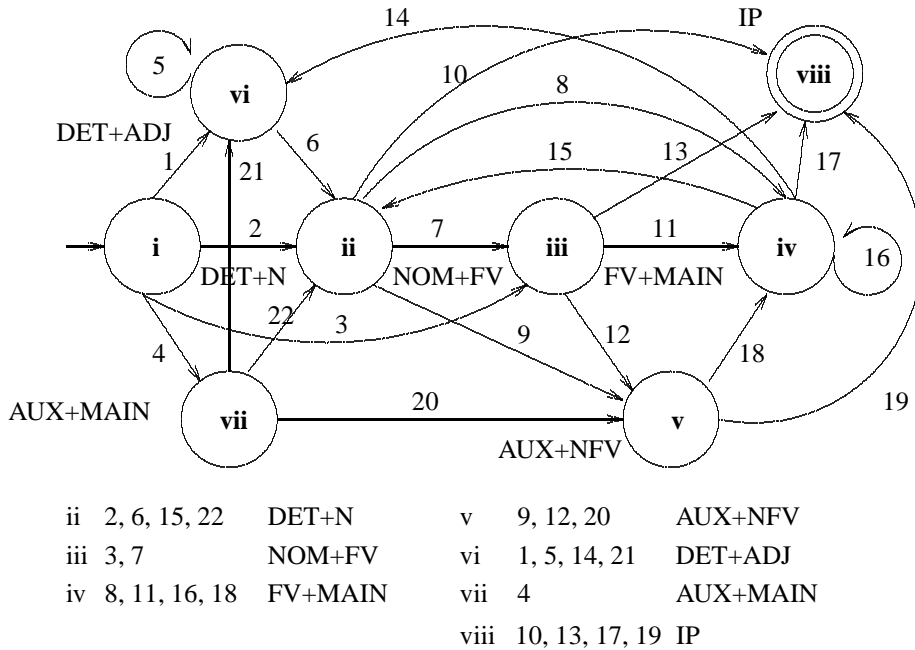 14 IP
5 10 viii
vi 8
DET+ADJ 6 15 13
1 21 17
2 7 11
i ii iii iv 16
DET+N NOM+FV FV+MAIN
22 3
4 9 12 18
AUX+MAIN 20 19
vii v
AUX+NFV
ii 2, 6, 15, 22 DET+N v 9, 12, 20 AUX+NFV
iii 3, 7 NOM+FV vi 1, 5, 14, 21 DET+ADJ
iv 8, 11, 16, 18 FV+MAIN vii 4 AUX+MAIN
viii 10, 13, 17, 19 IP